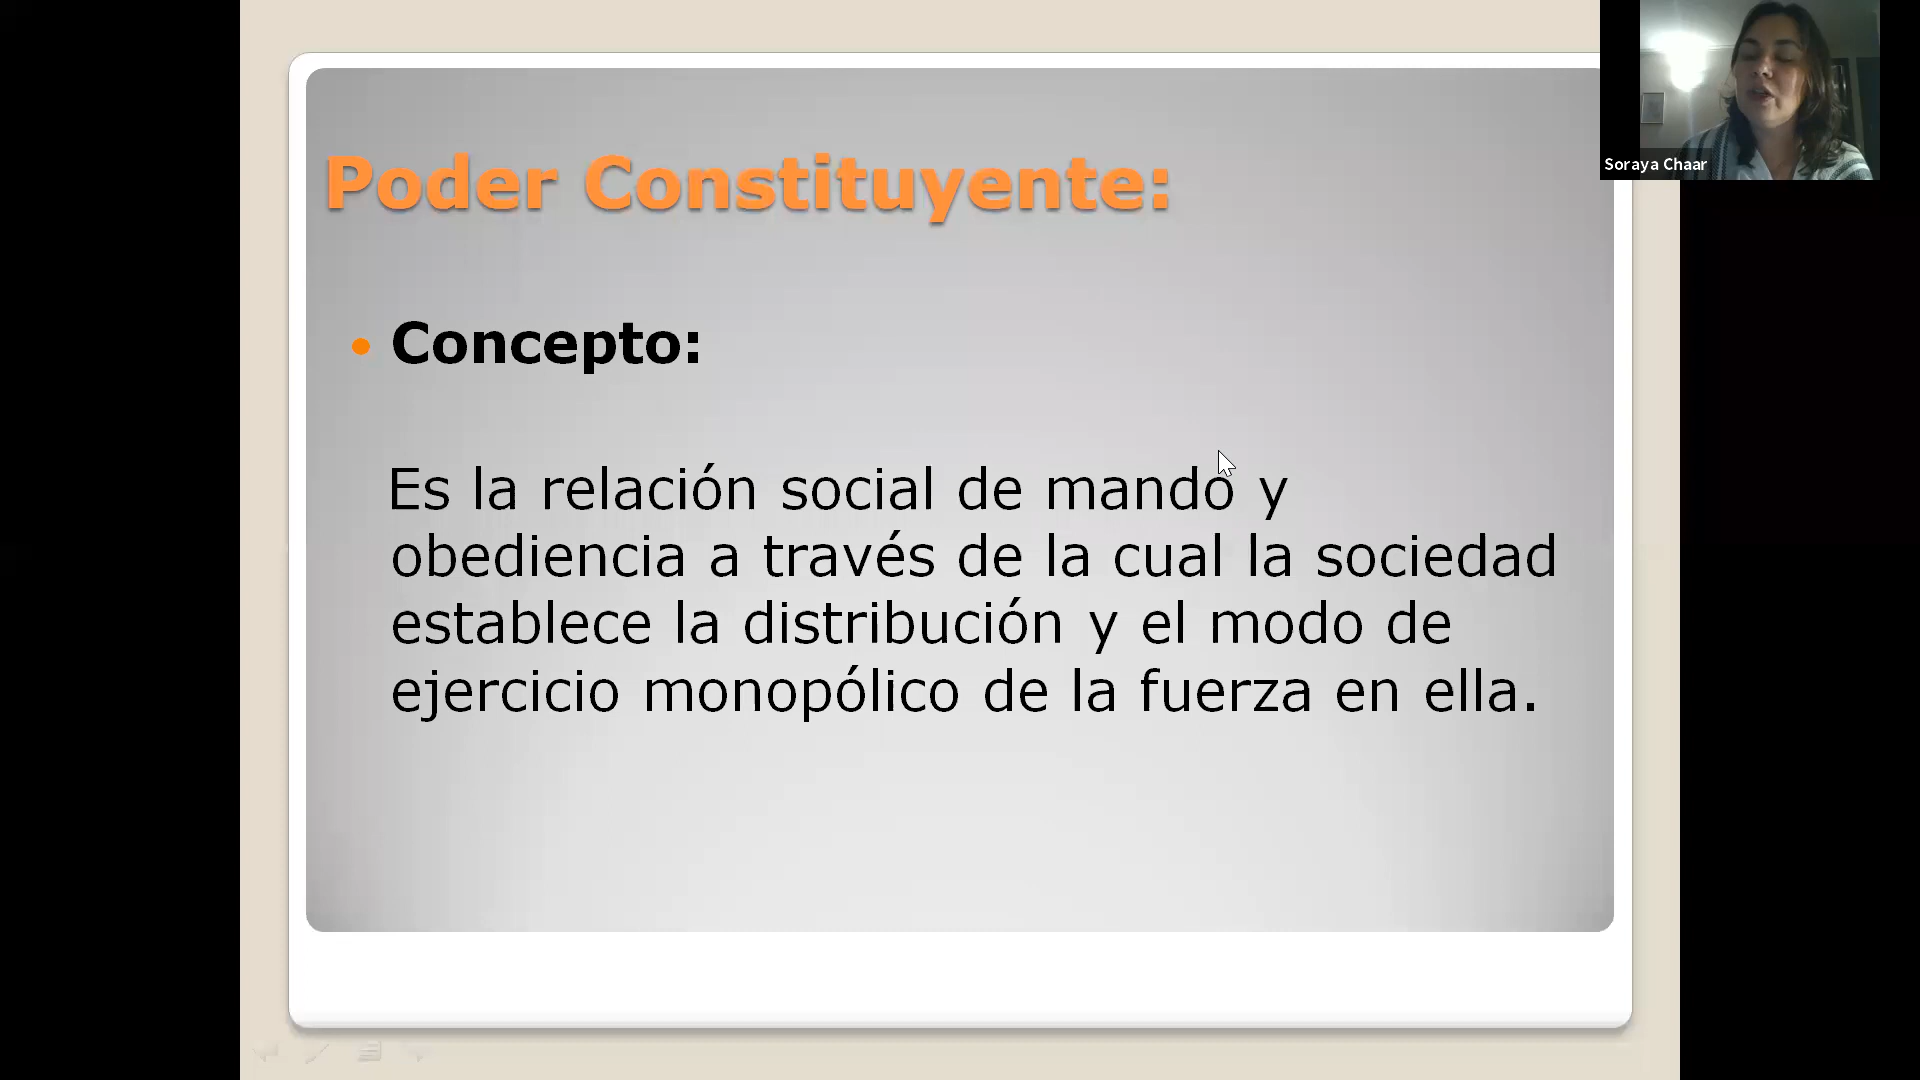 Poder Constituyente:
Soraya Chaar
• Concepto:
Es la relación social de mando y
obediencia a través de la cual la sociedad
establece la distribución y el modo de
ejercicio monopólico de la fuerza en ella.